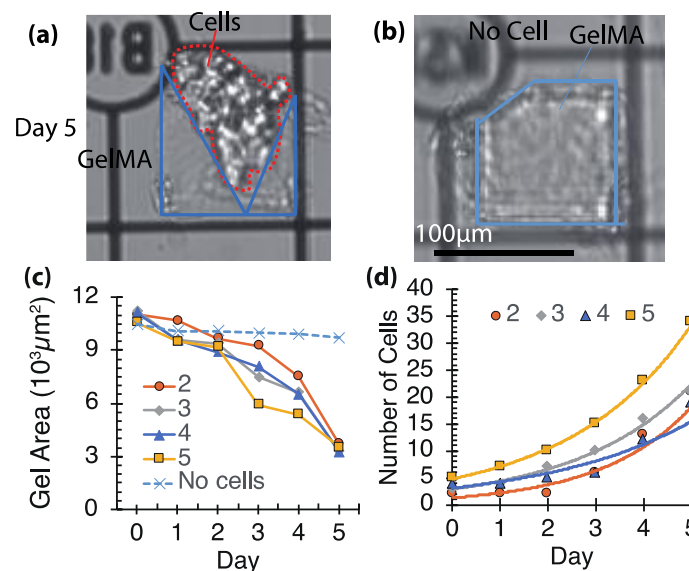 (a)
Cells
Day 5
GelMA
(b)
No Cell
GelMA
100µm
(c)
Gel Area (10³µm²)
12
9
6
3
0
2
3
4
5
No cells
0 1 2 3 4 5
Day
(d)
Number of Cells
40
35
30
25
20
15
10
5
0
2 3 4 5
0 1 2 3 4 5
Day